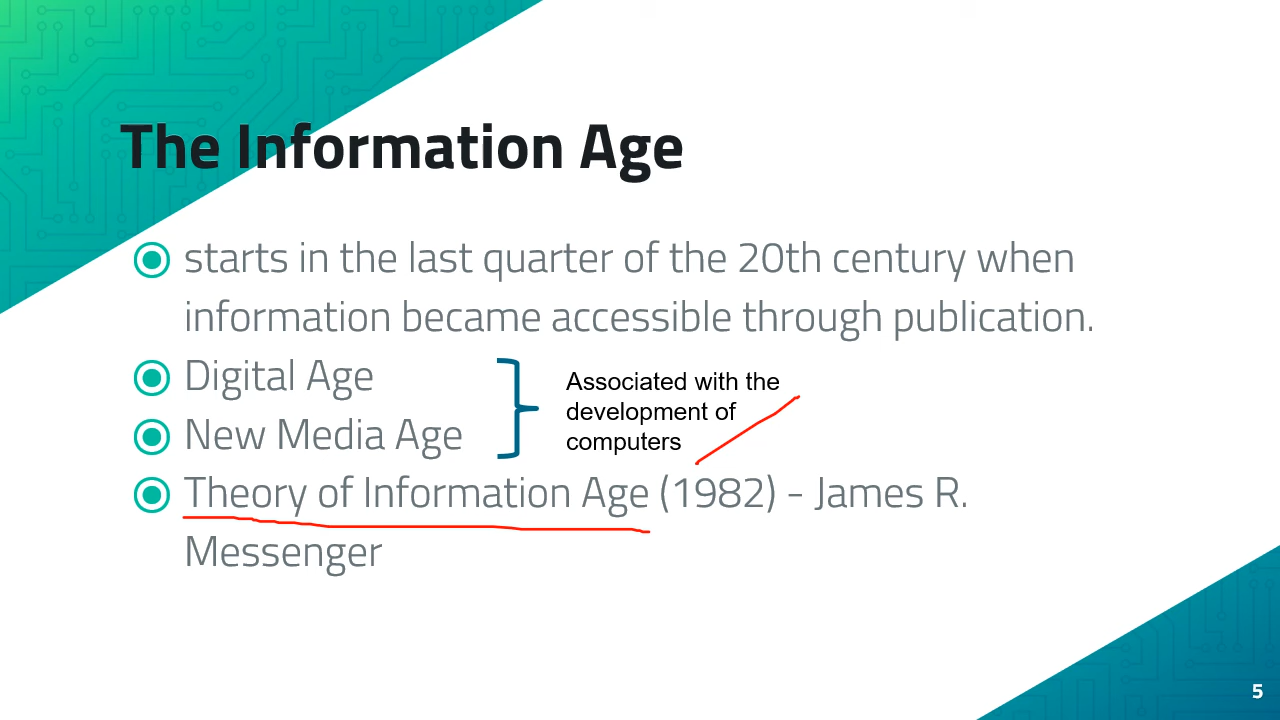 The Information Age
starts in the last quarter of the 20th century when
information became accessible through publication.
Digital Age
New Media Age
Associated with the
development of
computers
Theory of Information Age (1982) - James R.
Messenger
5